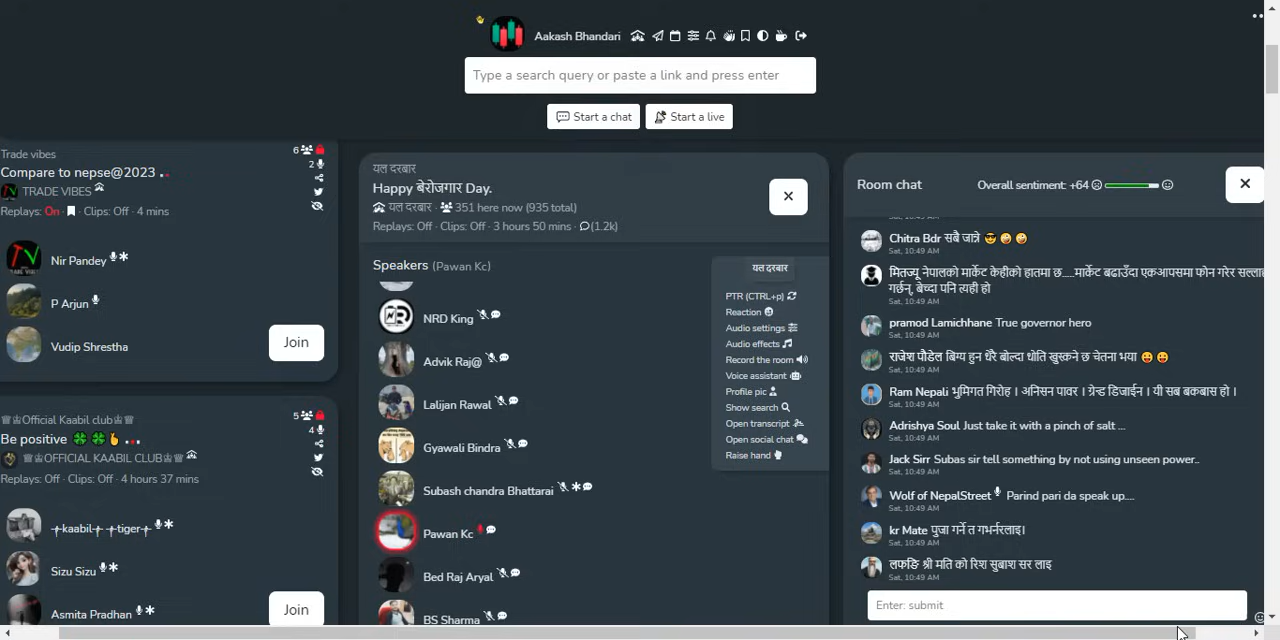 Aakash Bhandari
Type a search query or paste a link and press enter
Start a chat
Start a live
Trade vibes
6
Compare to nepse@2023
2
TRADE VIBES
Replays: On · Clips: Off · 4 mins
Nir Pandey
P Arjun
Vudip Shrestha
Join
♕♔Official Kaabil club♔♕
5
Be positive 🍀🍀
4
♕♔OFFICIAL KAABIL CLUB♔♕
Replays: Off · Clips: Off · 4 hours 37 mins
kaabil tiger
Sizu Sizu
Asmita Pradhan
Join
यल दरबार
Happy बेरोजगार Day.
यल दरबार · 351 here now (935 total)
Replays: Off · Clips: Off · 3 hours 50 mins · (1.2k)
Speakers (Pawan Kc)
NRD King
Advik Raj@
Lalijan Rawal
Gyawali Bindra
Subash chandra Bhattarai
Pawan Kc
Bed Raj Aryal
BS Sharma
यल दरबार
PTR (CTRL+p)
Reaction
Audio settings
Audio effects
Record the room
Voice assistant
Profile pic
Show search
Open transcript
Open social chat
Raise hand
Room chat
Overall sentiment: +64
Sat, 10:49 AM
Chitra Bdr सबै जान्ने 😎🤪🤪
Sat, 10:49 AM
मितज्यू नेपालको मार्केट केहीको हातमा छ.....मार्केट बढाउँदा एकआपसमा फोन गरेर सल्लाह
गर्छन्, बेच्दा पनि त्यही हो
Sat, 10:49 AM
pramod Lamichhane True governor hero
Sat, 10:49 AM
राजेश पौडेल बिग्य हुन धेरै बोल्दा धोति खुष्कने छ चेतना भया 😜😜
Sat, 10:49 AM
Ram Nepali भुमिगत गिरोह । अनिसन पावर । ग्रेन्ड डिजाईन । यी सब बकबास हो ।
Sat, 10:49 AM
Adrishya Soul Just take it with a pinch of salt ...
Sat, 10:49 AM
Jack Sirr Subas sir tell something by not using unseen power..
Sat, 10:49 AM
Wolf of NepalStreet Parind pari da speak up....
Sat, 10:49 AM
kr Mate पुजा गर्ने त गभर्नरलाइ।
Sat, 10:49 AM
लफङि श्री मति को रिश सुबाश सर लाइ
Sat, 10:49 AM
Enter: submit